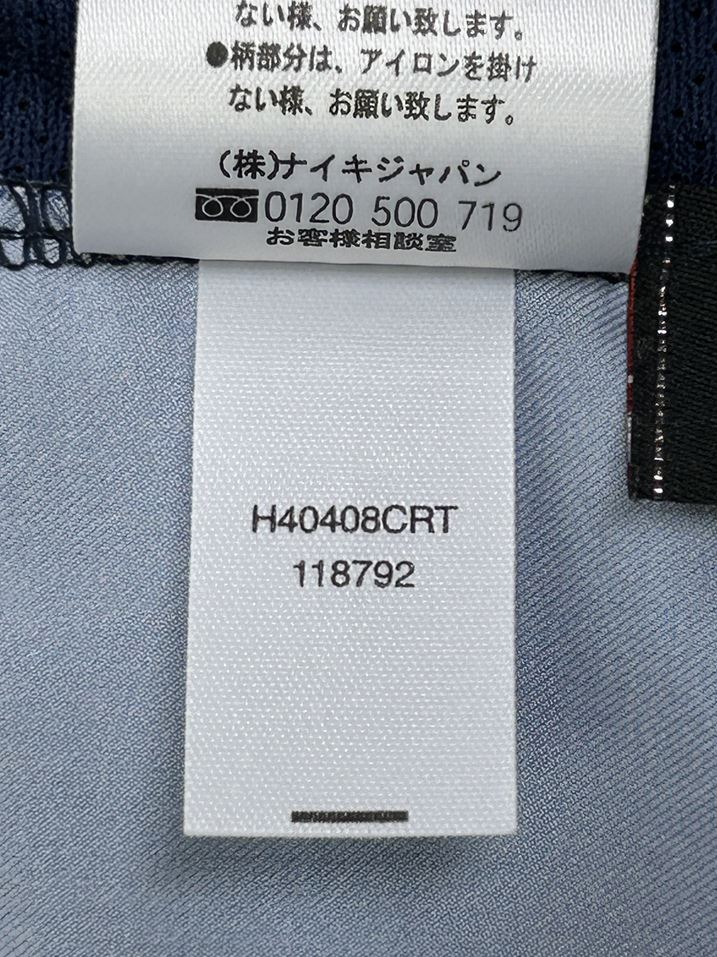 ない様、お願い致します。
●柄部分は、アイロンを掛け
ない様、お願い致します。
(株)ナイキジャパン
0120 500 719
お客様相談室
H40408CRT
118792